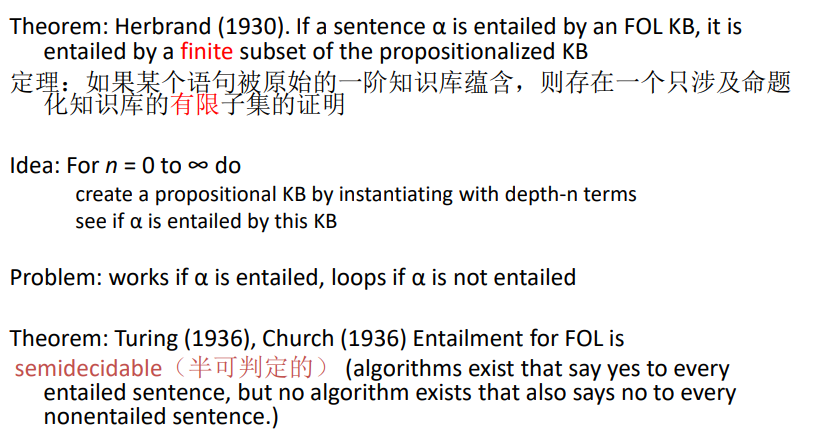 Theorem: Herbrand (1930). If a sentence α is entailed by an FOL KB, it is
entailed by a finite subset of the propositionalized KB
定理：如果某个语句被原始的一阶知识库蕴含，则存在一个只涉及命题
化知识库的有限子集的证明
Idea: For n = 0 to ∞ do
create a propositional KB by instantiating with depth-n terms
see if α is entailed by this KB
Problem: works if α is entailed, loops if α is not entailed
Theorem: Turing (1936), Church (1936) Entailment for FOL is
semidecidable（半可判定的） (algorithms exist that say yes to every
entailed sentence, but no algorithm exists that also says no to every
nonentailed sentence.)